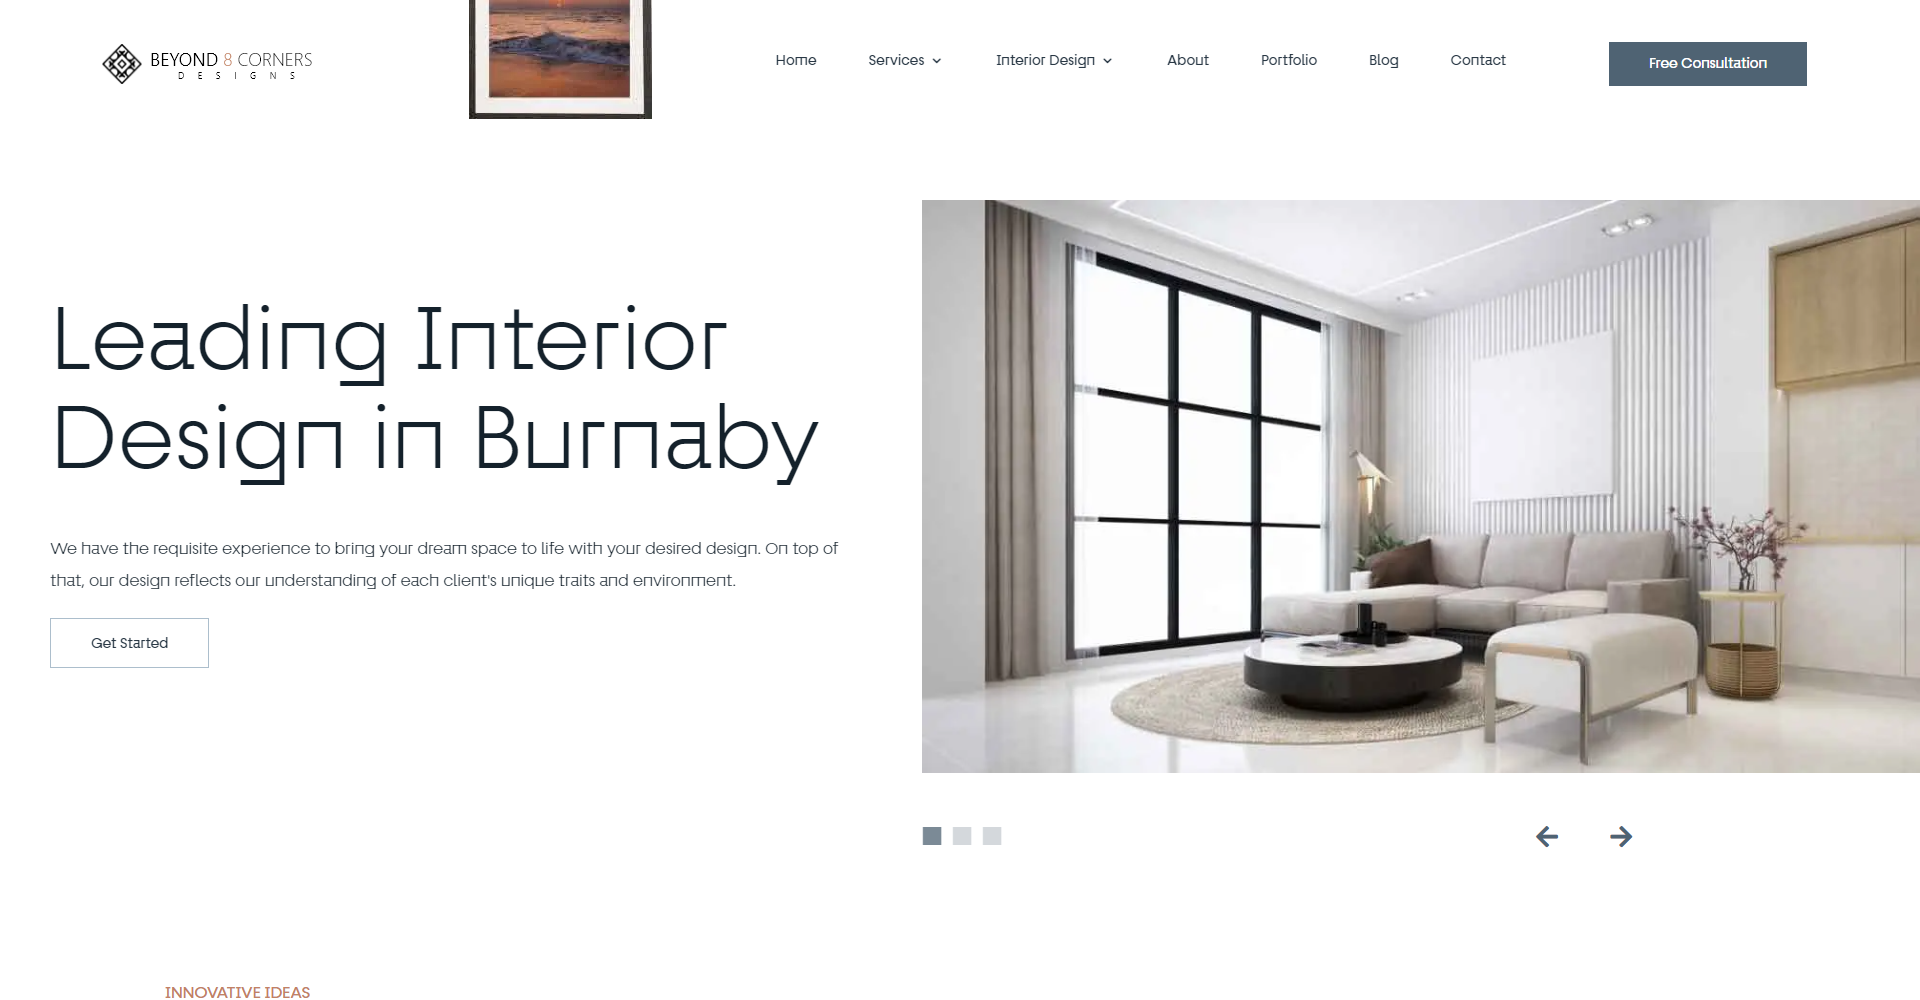 BEYOND 8 CORNERS
DESIGNS
Home
Services
Interior Design
About
Portfolio
Blog
Contact
Free Consultation
Leading Interior
Design in Burnaby
We have the requisite experience to bring your dream space to life with your desired design. On top of
that, our design reflects our understanding of each client's unique traits and environment.
Get Started
INNOVATIVE IDEAS